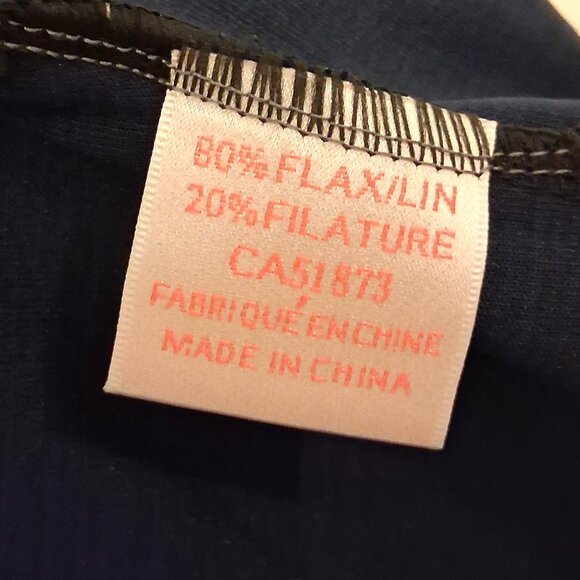 80% FLAX/LIN
20% FILATURE
CA51873
FABRIQUÉ EN CHINE
MADE IN CHINA